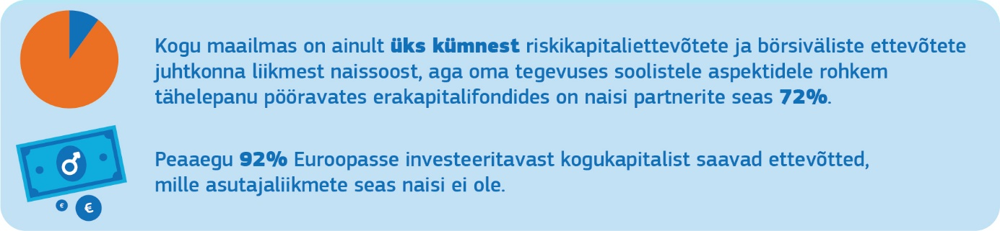 Kogu maailmas on ainult üks kümnest riskikapitaliettevõtete ja börsiväliste ettevõtete
juhtkonna liikmest naissoost, aga oma tegevuses soolistele aspektidele rohkem
tähelepanu pööravates erakapitalifondides on naisi partnerite seas 72%.
Peaaegu 92% Euroopasse investeeritavast kogukapitalist saavad ettevõtted,
mille asutajaliikmete seas naisi ei ole.
€ €